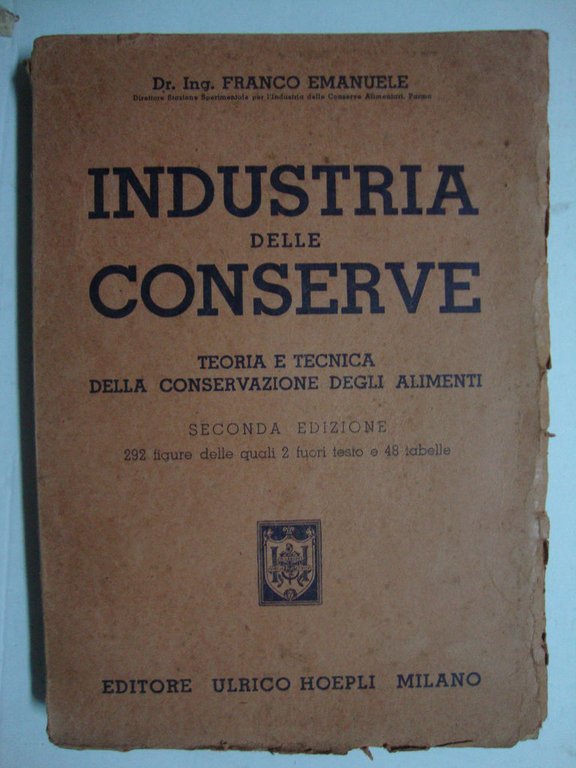 Dr. Ing. FRANCO EMANUELE
Direttore Stazione Sperimentale per l'Industria delle Conserve Alimentari. Parma
INDUSTRIA
DELLE
CONSERVE
TEORIA E TECNICA
DELLA CONSERVAZIONE DEGLI ALIMENTI
SECONDA EDIZIONE
292 figure delle quali 2 fuori testo e 48 tabelle
EDITORE ULRICO HOEPLI MILANO